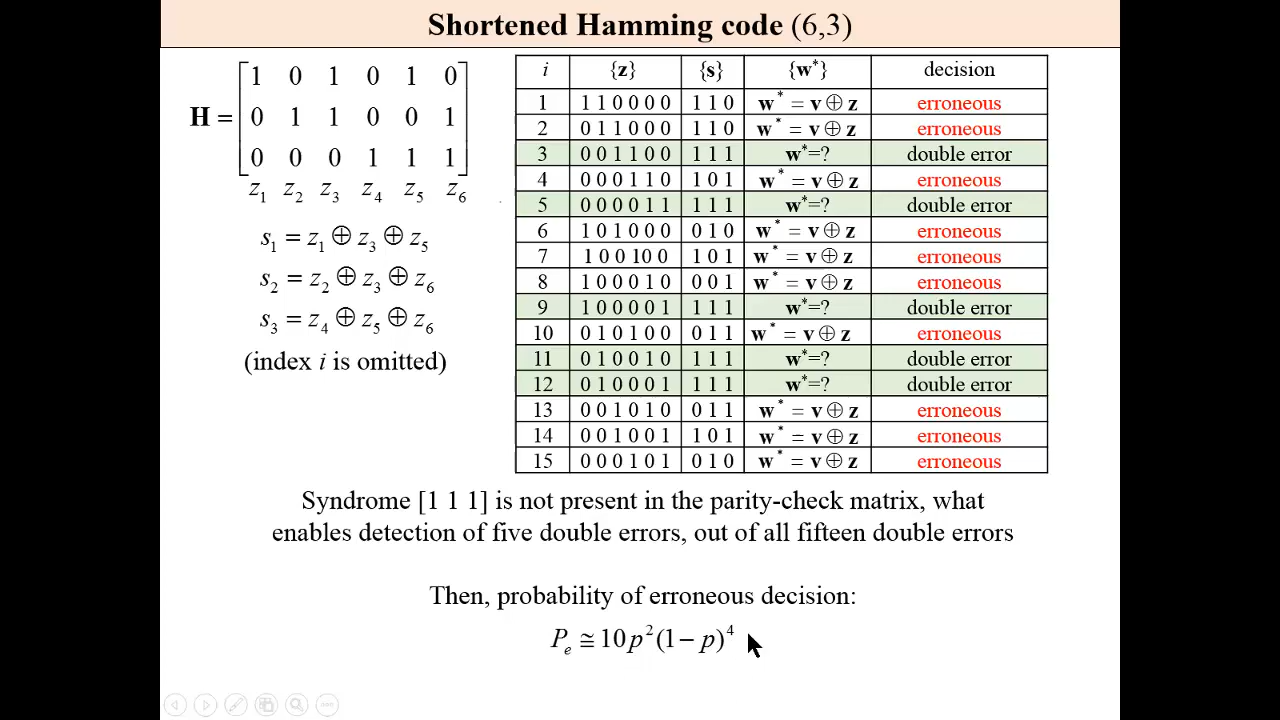 Shortened Hamming code (6,3)
H = [1 0 1 0 1 0
0 1 1 0 0 1
0 0 0 1 1 1]
z1 z2 z3 z4 z5 z6
s1 = z1 ⊕ z3 ⊕ z5
s2 = z2 ⊕ z3 ⊕ z6
s3 = z4 ⊕ z5 ⊕ z6
(index i is omitted)
i {z} {s} {w*} decision
1 1 1 0 0 0 0 1 1 0 w* = v ⊕ z erroneous
2 0 1 1 0 0 0 1 1 0 w* = v ⊕ z erroneous
3 0 0 1 1 0 0 1 1 1 w*=? double error
4 0 0 0 1 1 0 1 0 1 w* = v ⊕ z erroneous
5 0 0 0 0 1 1 1 1 1 w*=? double error
6 1 0 1 0 0 0 0 1 0 w* = v ⊕ z erroneous
7 1 0 0 10 0 1 0 1 w* = v ⊕ z erroneous
8 1 0 0 0 1 0 0 0 1 w* = v ⊕ z erroneous
9 1 0 0 0 0 1 1 1 1 w*=? double error
10 0 1 0 1 0 0 0 1 1 w* = v ⊕ z erroneous
11 0 1 0 0 1 0 1 1 1 w*=? double error
12 0 1 0 0 0 1 1 1 1 w*=? double error
13 0 0 1 0 1 0 0 1 1 w* = v ⊕ z erroneous
14 0 0 1 0 0 1 1 0 1 w* = v ⊕ z erroneous
15 0 0 0 1 0 1 0 1 0 w* = v ⊕ z erroneous
Syndrome [1 1 1] is not present in the parity-check matrix, what
enables detection of five double errors, out of all fifteen double errors
Then, probability of erroneous decision:
Pe ≅ 10p²(1 − p)⁴